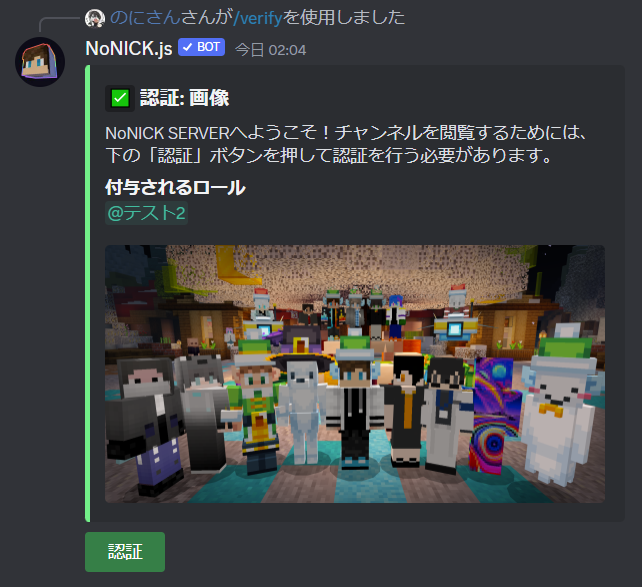 のにさんさんが/verifyを使用しました
NoNICK.js ✓ BOT 今日 02:04
✅ 認証: 画像
NoNICK SERVERへようこそ！チャンネルを閲覧するためには、
下の「認証」ボタンを押して認証を行う必要があります。
付与されるロール
@テスト2
認証